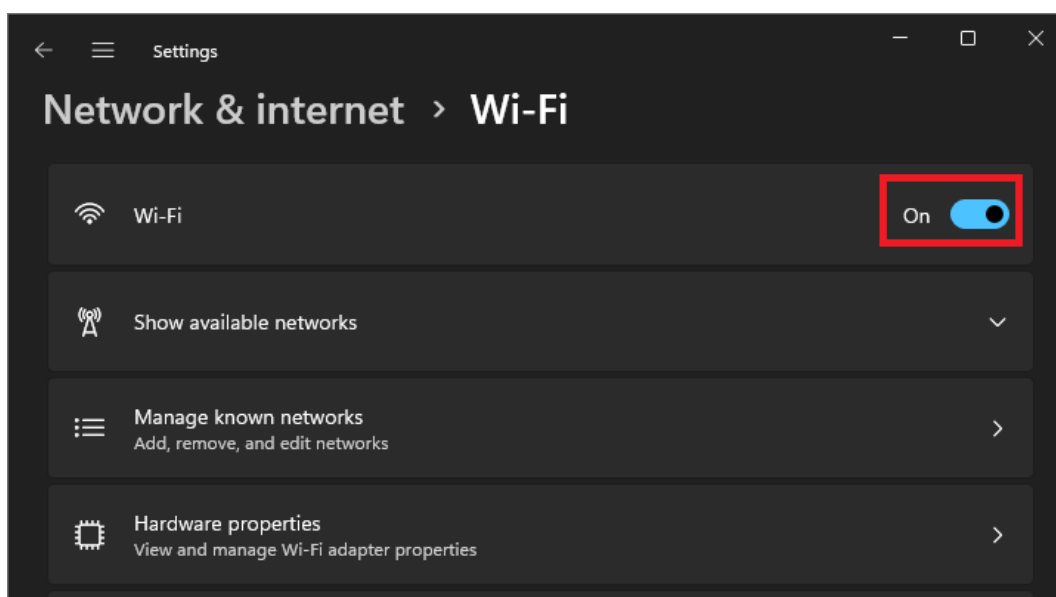 Settings
Network & internet > Wi-Fi
Wi-Fi
On
Show available networks
Manage known networks
Add, remove, and edit networks
Hardware properties
View and manage Wi-Fi adapter properties